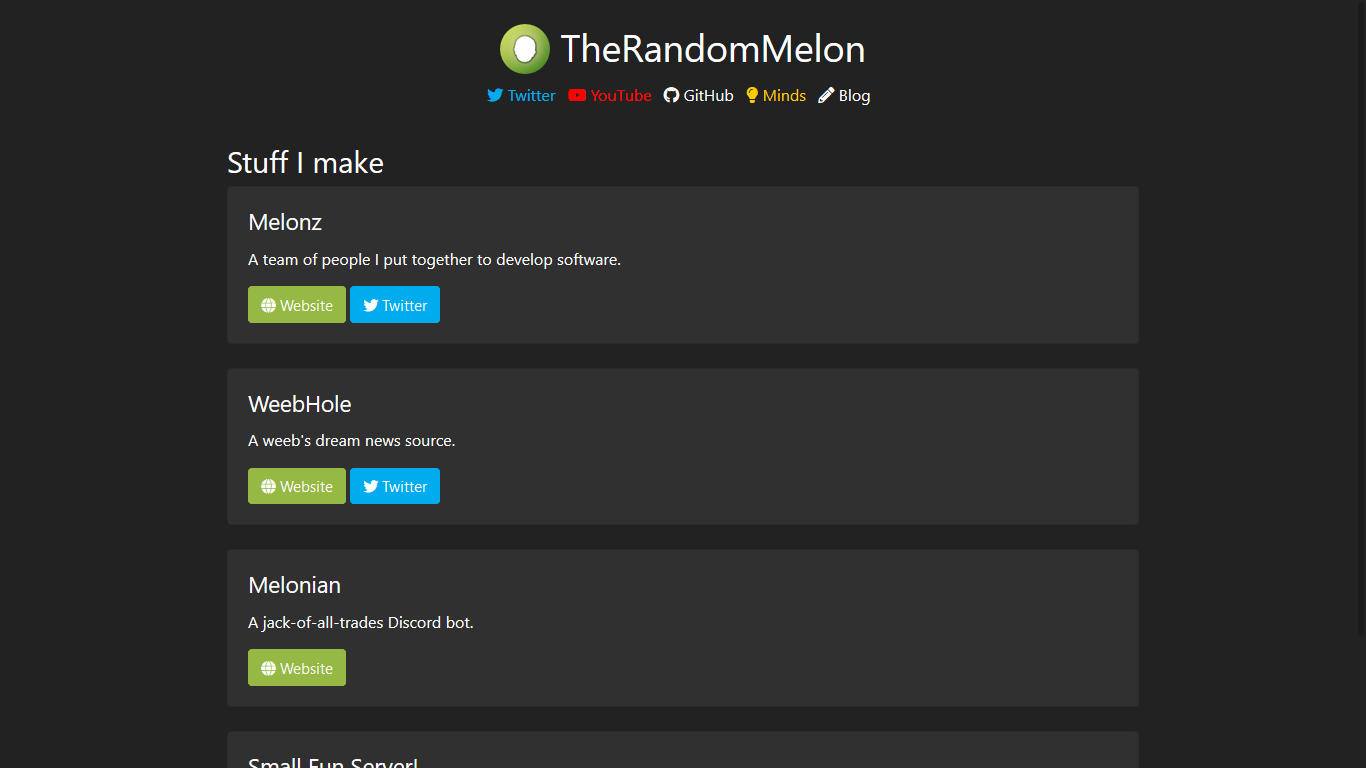 TheRandomMelon
Twitter YouTube GitHub Minds Blog
Stuff I make
Melonz
A team of people I put together to develop software.
Website Twitter
WeebHole
A weeb's dream news source.
Website Twitter
Melonian
A jack-of-all-trades Discord bot.
Website
Small Fun Server!